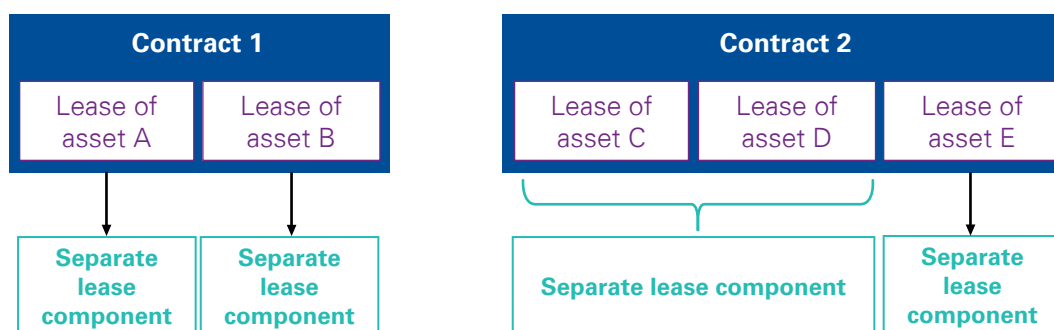 Contract 1
Lease of
asset A
Lease of
asset B
Separate
lease
component
Separate
lease
component
Contract 2
Lease of
asset C
Lease of
asset D
Lease of
asset E
Separate lease component
Separate
lease
component